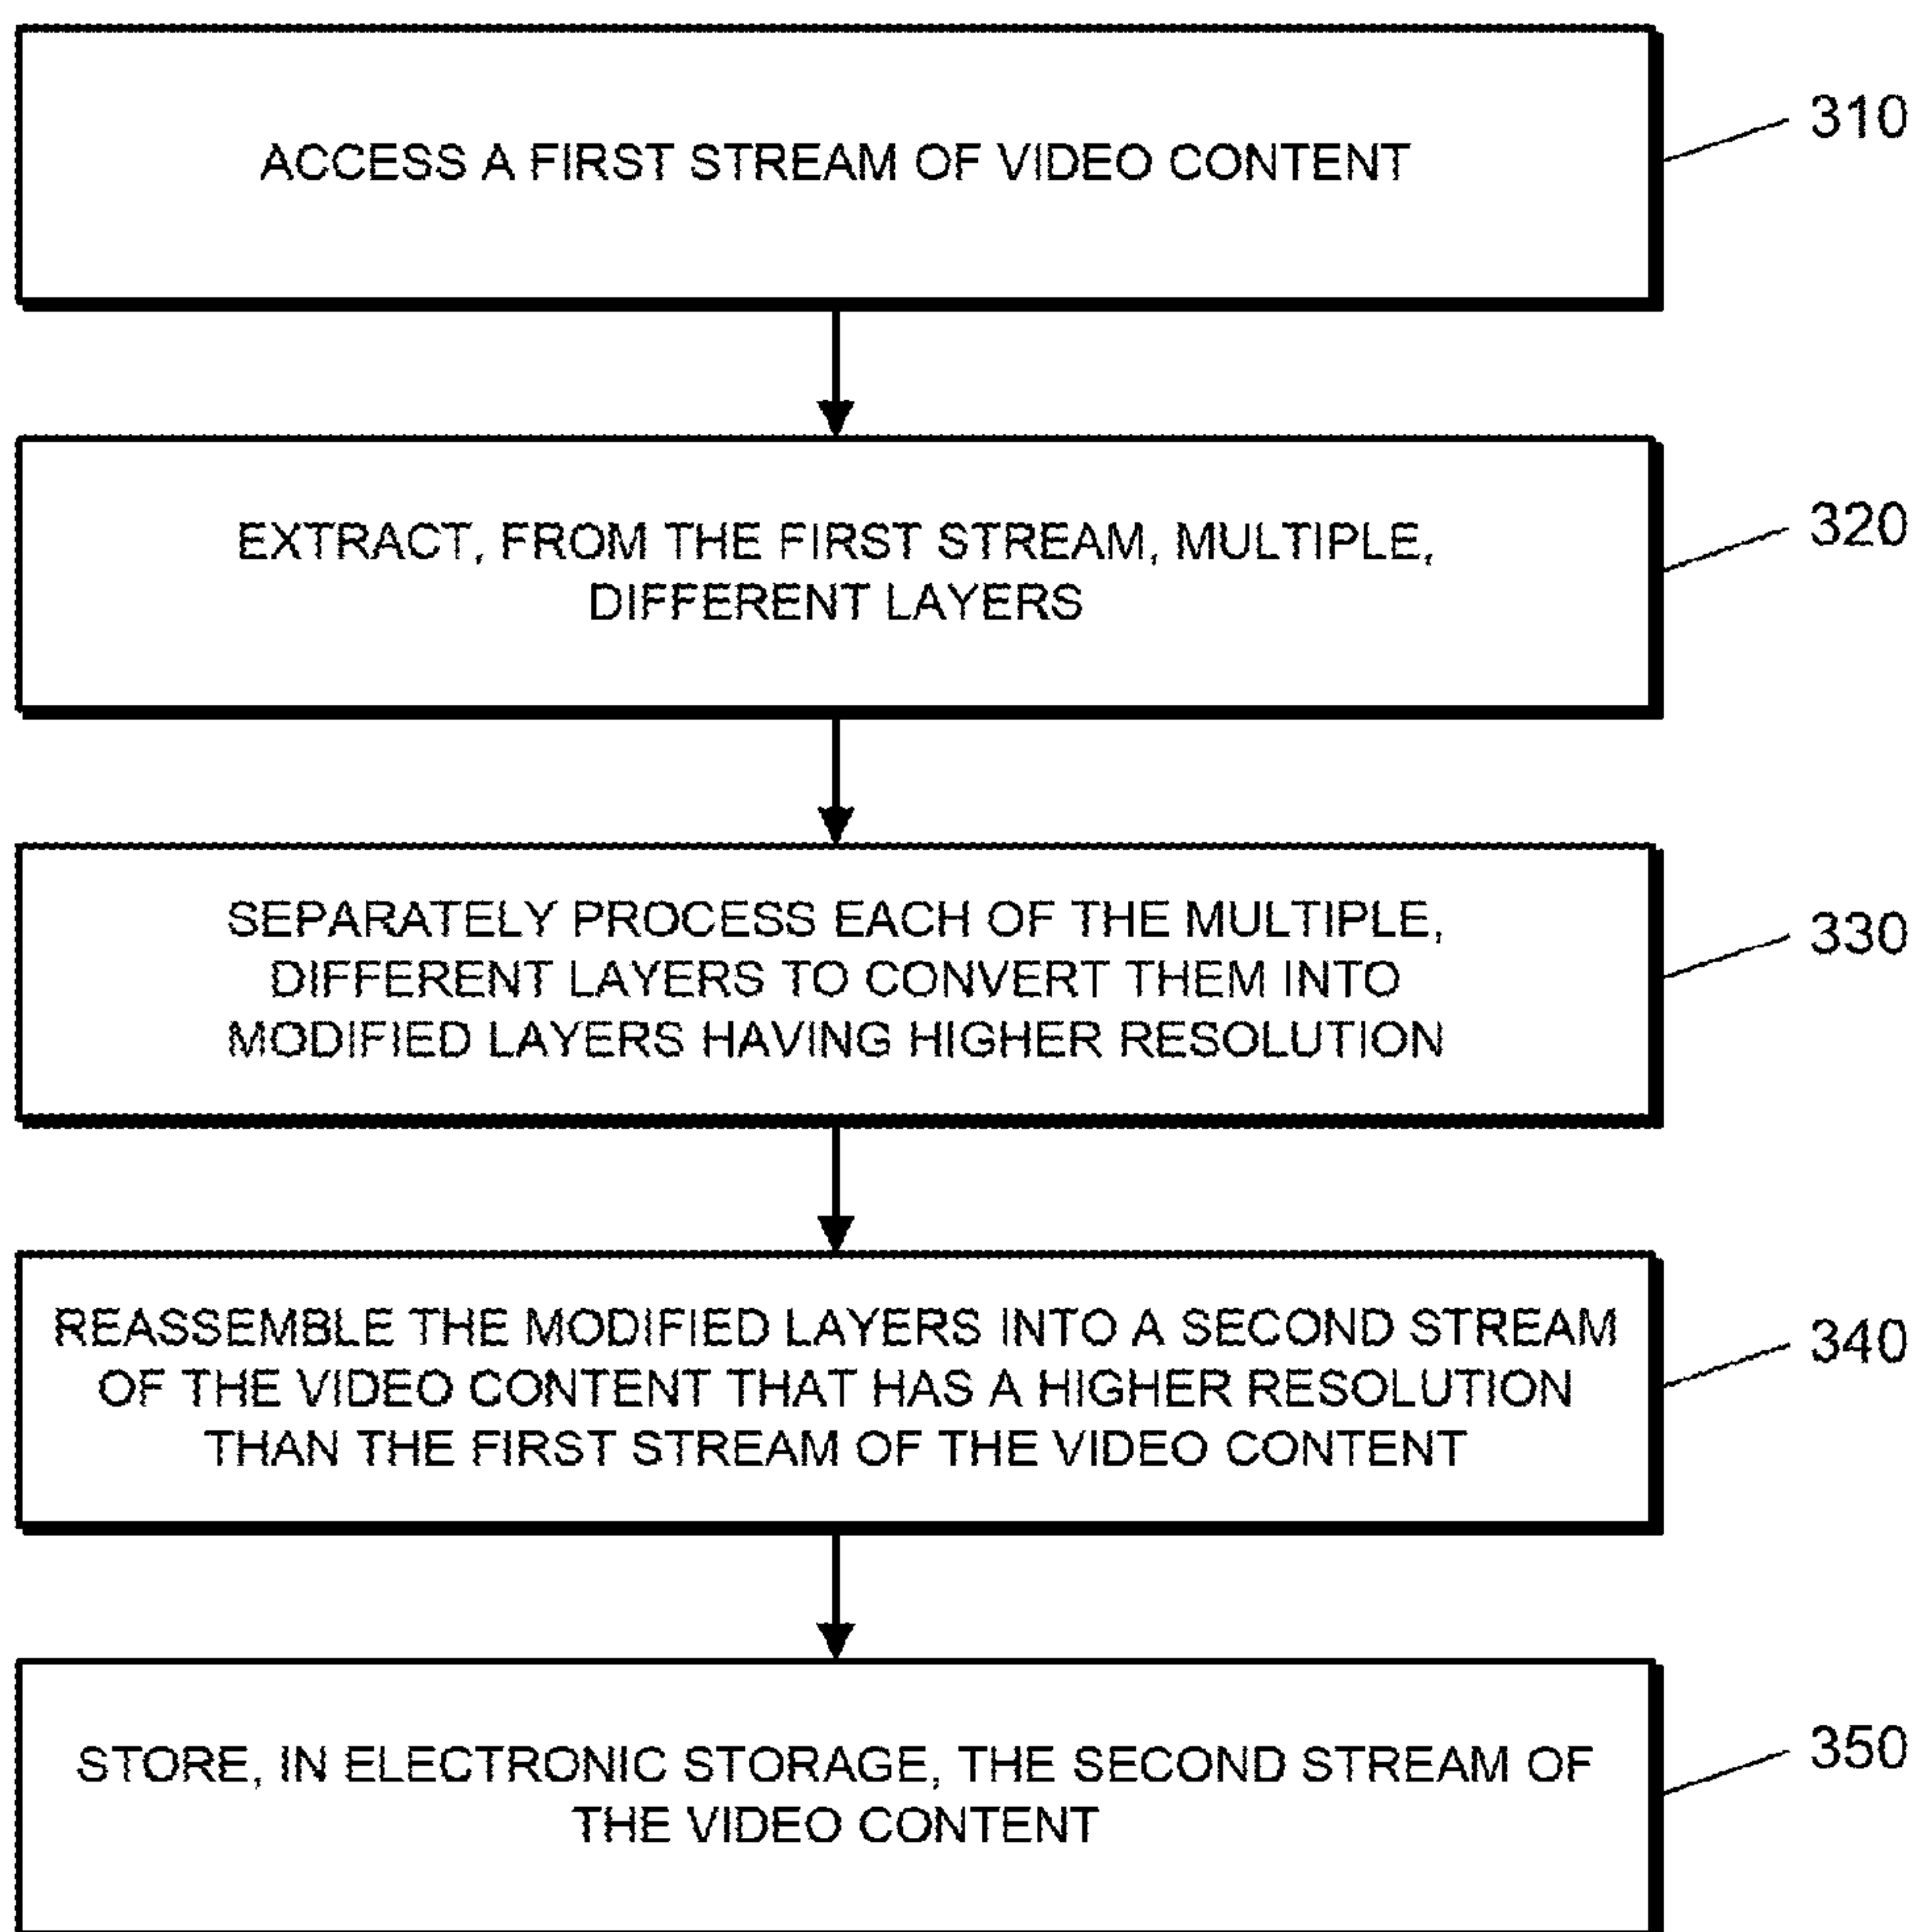 ACCESS A FIRST STREAM OF VIDEO CONTENT
310
EXTRACT, FROM THE FIRST STREAM, MULTIPLE,
DIFFERENT LAYERS
320
SEPARATELY PROCESS EACH OF THE MULTIPLE,
DIFFERENT LAYERS TO CONVERT THEM INTO
MODIFIED LAYERS HAVING HIGHER RESOLUTION
330
REASSEMBLE THE MODIFIED LAYERS INTO A SECOND STREAM
OF THE VIDEO CONTENT THAT HAS A HIGHER RESOLUTION
THAN THE FIRST STREAM OF THE VIDEO CONTENT
340
STORE, IN ELECTRONIC STORAGE, THE SECOND STREAM OF
THE VIDEO CONTENT
350